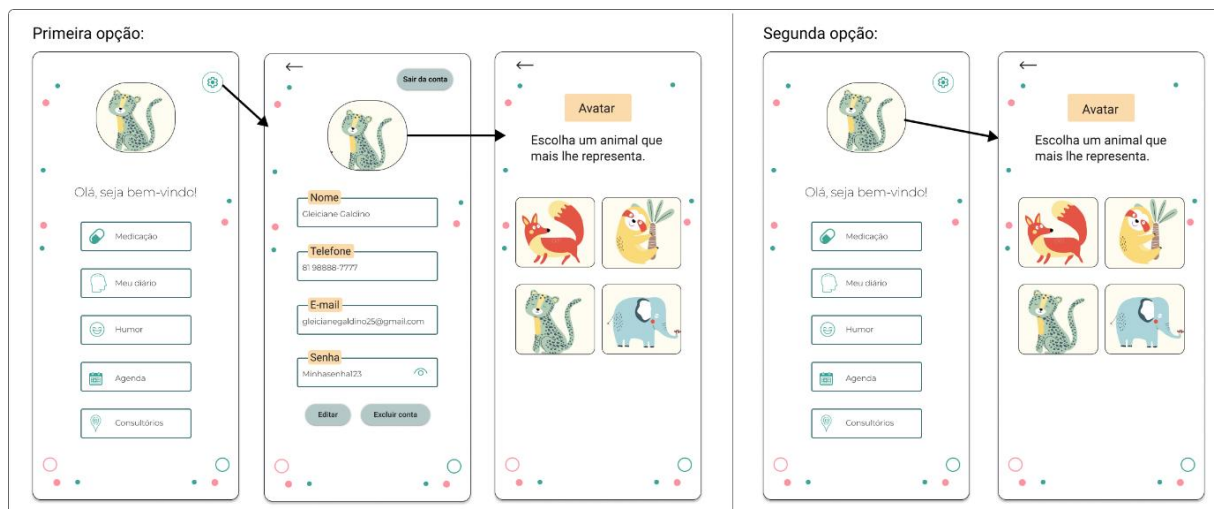 Primeira opção:
Olá, seja bem-vindo!
Medicação
Meu diário
Humor
Agenda
Consultórios
Sair da conta
Nome
Gleiciane Galdino
Telefone
81 98888-7777
E-mail
gleicianegaldino25@gmail.com
Senha
Minhasenha123
Editar
Excluir conta
Avatar
Escolha um animal que
mais lhe representa.
Segunda opção:
Olá, seja bem-vindo!
Medicação
Meu diário
Humor
Agenda
Consultórios
Avatar
Escolha um animal que
mais lhe representa.